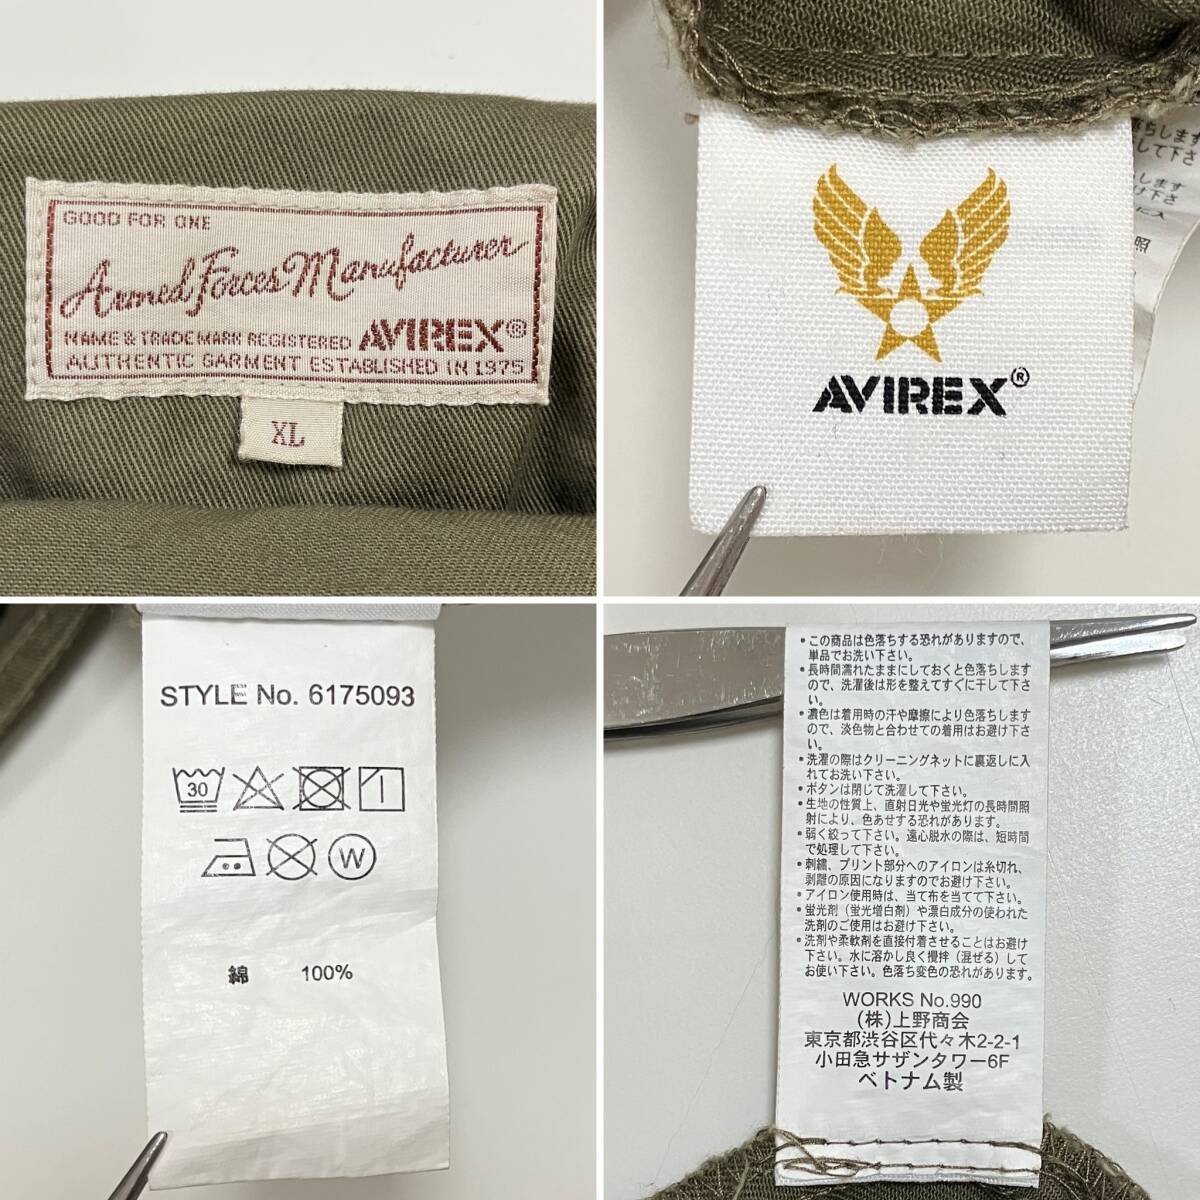 GOOD FOR ONE
Armed Forces Manufacturer
NAME & TRADEMARK REGISTERED AVIREX®
AUTHENTIC GARMENT ESTABLISHED IN 1975
XL
AVIREX®
STYLE No. 6175093
30
W
綿 100%
・この商品は色落ちする恐れがありますので、
単品でお洗い下さい。
・長時間濡れたままにしておくと色落ちします
ので、洗濯後は形を整えてすぐに干して下さ
い。
・濃色は着用時の汗や摩擦により色落ちします
ので、淡色物と合わせての着用はお避け下さ
い。
・洗濯の際はクリーニングネットに裏返しに入
れてお洗い下さい。
・ボタンは閉じて洗濯して下さい。
・生地の性質上、直射日光や蛍光灯の長時間照
射により、色あせする恐れがあります。
・弱く絞って下さい。遠心脱水の際は、短時間
で処理して下さい。
・刺繍、プリント部分へのアイロンは糸切れ、
剥離の原因になりますのでお避け下さい。
・アイロン使用時は、当て布を当てて下さい。
・蛍光剤（蛍光増白剤）や漂白成分の使われた
洗剤のご使用はお避け下さい。
・洗剤や柔軟剤を直接付着させることはお避け
下さい。水に溶かし良く攪拌（混ぜる）して
お使い下さい。色落ち変色の恐れがあります。
WORKS No.990
(株)上野商会
東京都渋谷区代々木2-2-1
小田急サザンタワー6F
ベトナム製